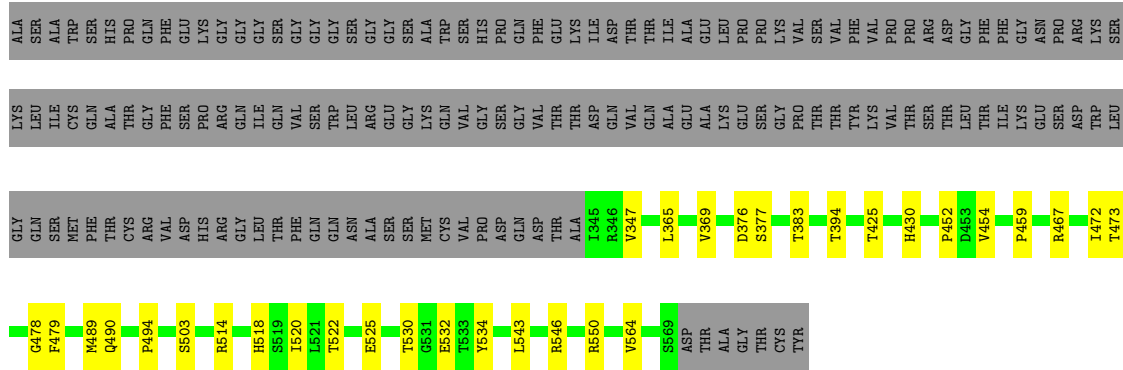 ALA SER ALA TRP SER HIS PRO GLN PHE GLU LYS GLY GLY GLY SER GLY GLY GLY SER GLY GLY SER ALA TRP SER HIS PRO GLN PHE GLU LYS ILE ASP THR THR ILE ALA GLU LEU PRO PRO LYS VAL SER VAL PHE VAL PRO PRO ARG ASP GLY PHE PHE GLY ASN PRO ARG LYS SER
LYS LEU ILE CYS GLN ALA THR GLY PHE SER PRO ARG GLN ILE GLN VAL SER TRP LEU ARG GLU GLY LYS GLN VAL GLY SER GLY VAL THR THR ASP GLN VAL GLN ALA GLU ALA LYS GLU SER GLY PRO THR THR TYR LYS VAL THR SER THR LEU THR ILE LYS GLU SER ASP TRP LEU
GLY GLN SER MET PHE THR CYS ARG VAL ASP HIS ARG GLY LEU THR PHE GLN GLN ASN ALA SER SER MET CYS VAL PRO ASP GLN ASP THR ALA I345 R346 V347 L365 V369 D376 S377 T383 T394 T425 H430 P452 D453 V454 P459 R467 I472 T473
G478 F479 M489 Q490 P494 S503 R514 H518 S519 I520 L521 T522 E525 T530 G531 E532 T533 Y534 L543 R546 R550 V564 S569 ASP THR ALA GLY THR CYS TYR